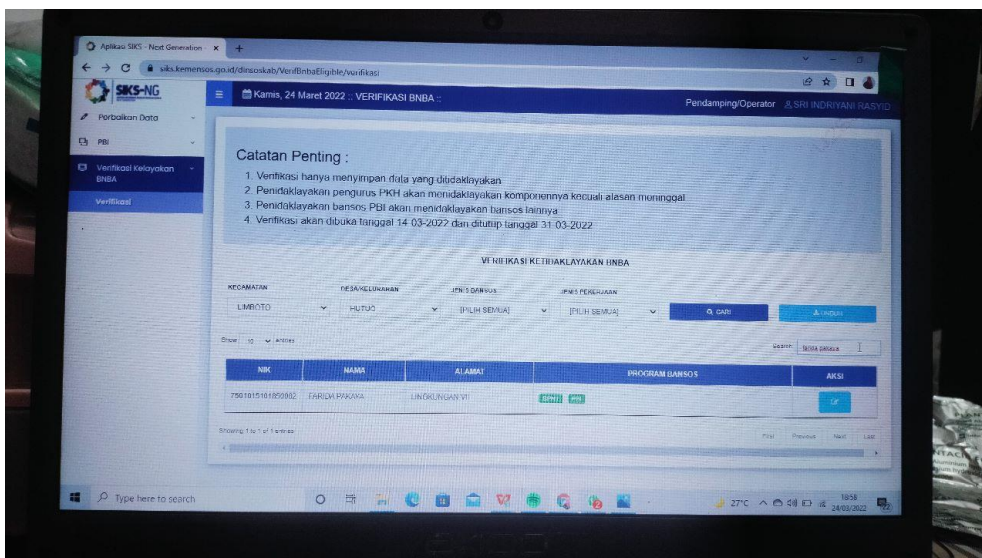 Aplikasi SIKS - Next Generation
siks.kemensos.go.id/dinsoskab/VerifBnbaEligible/verifikasi
SIKS-NG
Kamis, 24 Maret 2022 :: VERIFIKASI BNBA ::
Pendamping/Operator SRI INDRIYANI RASYID
Perbaikan Data
PBI
Verifikasi Kelayakan
BNBA
Verifikasi
Catatan Penting :
1. Verifikasi hanya menyimpan data yang ditidaklayakan
2. Penidaklayakan pengurus PKH akan menidaklayakan komponennya kecuali alasan meninggal
3. Penidaklayakan bansos PBI akan menidaklayakan bansos lainnya
4. Verifikasi akan dibuka tanggal 14-03-2022 dan ditutup tanggal 31-03-2022
VERIFIKASI KETIDAKLAYAKAN BNBA
KECAMATAN DESA/KELURAHAN JENIS BANSOS JENIS PEKERJAAN
LIMBOTO HUTUO [PILIH SEMUA] [PILIH SEMUA] CARI UNDUH
Show 10 entries
Search:
NIK NAMA ALAMAT PROGRAM BANSOS AKSI
PAKAYA LINGKUNGAN VII BPNT PBI
Showing 1 to 1 of 1 entries
First Previous Next Last
Type here to search
27°C
18:58
24/03/2022